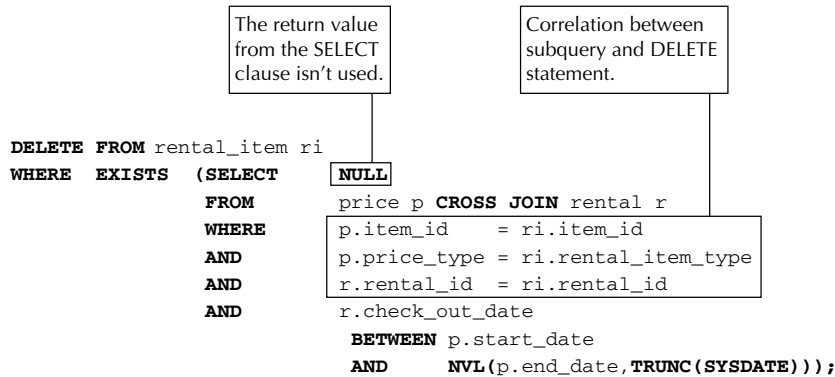 The return value
from the SELECT
clause isn't used.
Correlation between
subquery and DELETE
statement.
DELETE FROM rental_item ri
WHERE EXISTS (SELECT NULL
FROM price p CROSS JOIN rental r
WHERE p.item_id = ri.item_id
AND p.price_type = ri.rental_item_type
AND r.rental_id = ri.rental_id
AND r.check_out_date
BETWEEN p.start_date
AND NVL(p.end_date,TRUNC(SYSDATE)));